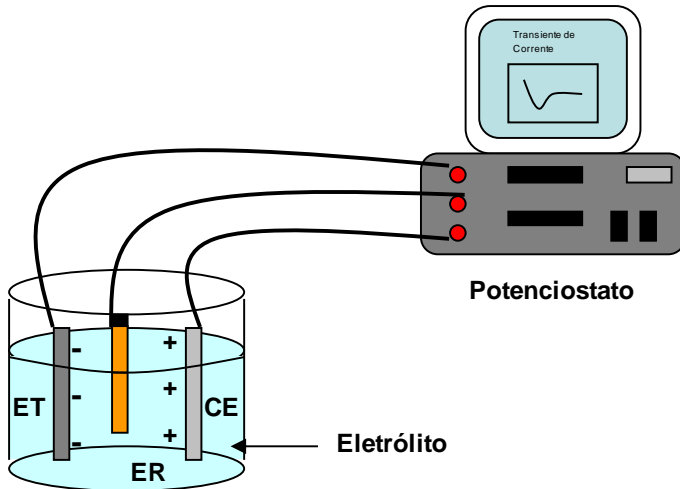 Transiente de
Corrente
Potenciostato
-
+
-
+
ET
CE
-
+
Eletrólito
ER